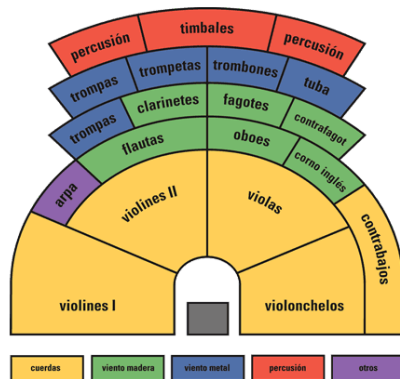 percusión timbales percusión
trompas trompetas trombones tuba
trompas clarinetes fagotes contrafagot
flautas oboes corno inglés
arpa violines II violas contrabajos
violines I violonchelos
cuerdas viento madera viento metal percusión otros